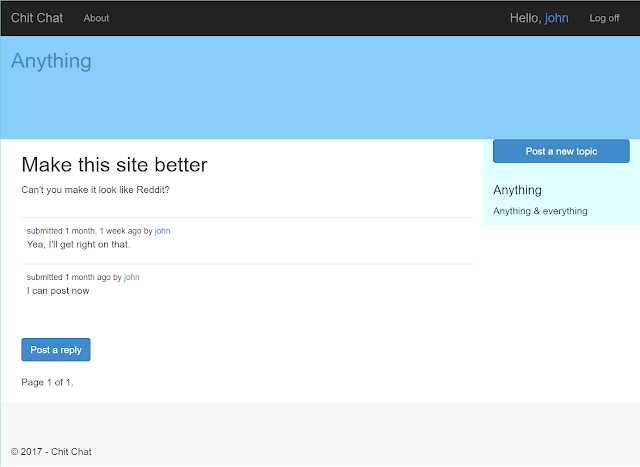 Chit Chat About Hello, john Log off
Anything
Make this site better
Can't you make it look like Reddit?
submitted 1 month, 1 week ago by john
Yea, I'll get right on that.
submitted 1 month ago by john
I can post now
Post a reply
Page 1 of 1.
Post a new topic
Anything
Anything & everything
© 2017 - Chit Chat